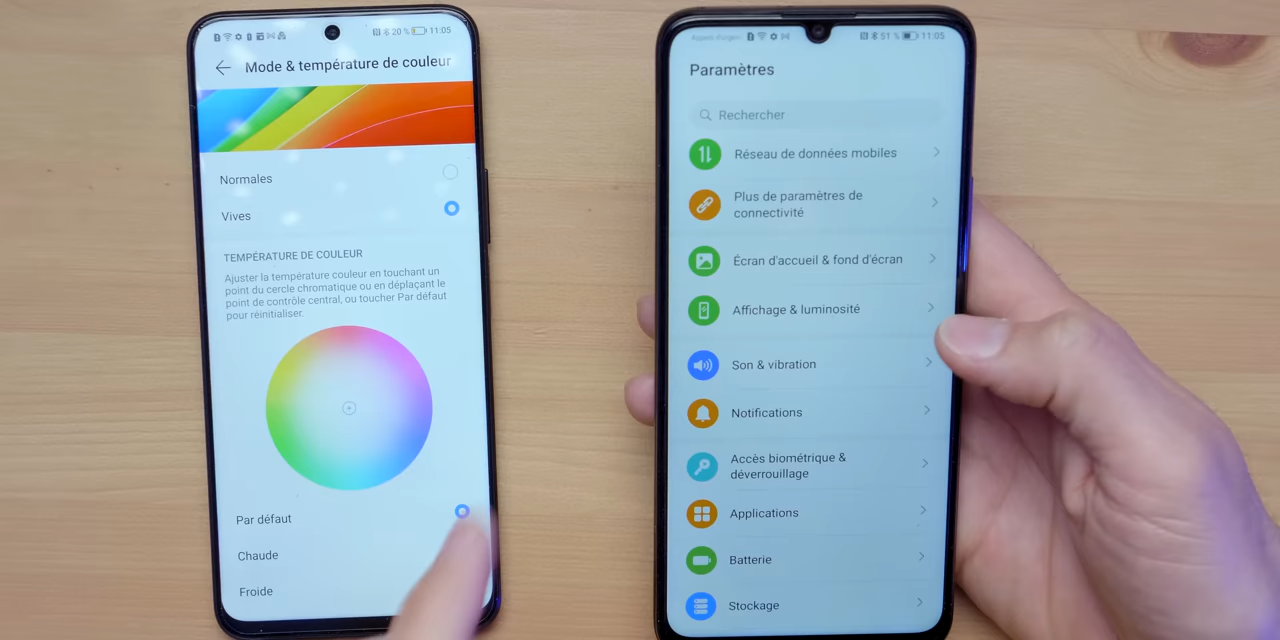 20 % 11:05
Mode & température de couleur
Normales
Vives
TEMPÉRATURE DE COULEUR
Ajuster la température couleur en touchant un
point du cercle chromatique ou en déplaçant le
point de contrôle central, ou toucher Par défaut
pour réinitialiser.
Par défaut
Chaude
Froide
51 % 11:05
Paramètres
Rechercher
Réseau de données mobiles
Plus de paramètres de
connectivité
Écran d'accueil & fond d'écran
Affichage & luminosité
Son & vibration
Notifications
Accès biométrique &
déverrouillage
Applications
Batterie
Stockage